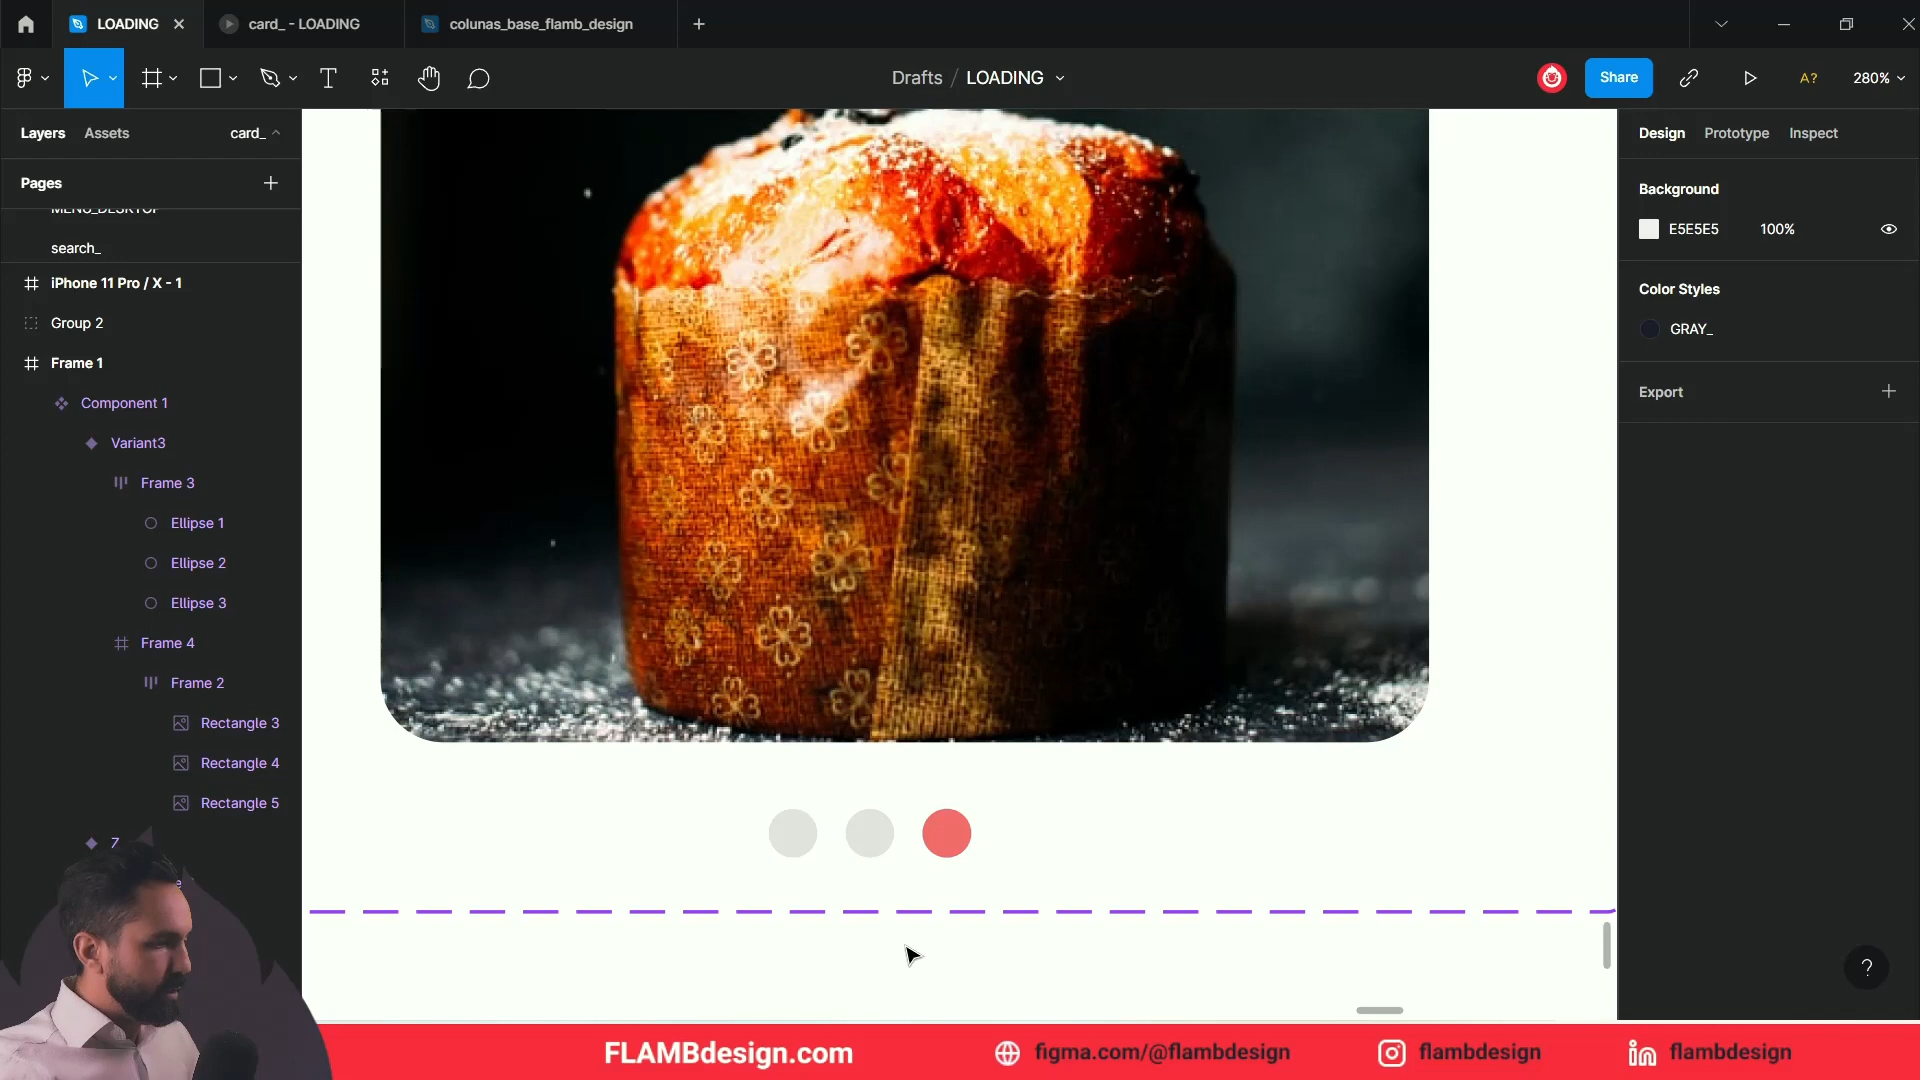 LOADING
card_ - LOADING
colunas_base_flamb_design
Drafts / LOADING
Share
A?
280%
Layers
Assets
card_
Pages
MENU_DESKTOP
search_
iPhone 11 Pro / X - 1
Group 2
Frame 1
Component 1
Variant3
Frame 3
Ellipse 1
Ellipse 2
Ellipse 3
Frame 4
Frame 2
Rectangle 3
Rectangle 4
Rectangle 5
7
Design
Prototype
Inspect
Background
E5E5E5
100%
Color Styles
GRAY_
Export
?
FLAMBdesign.com
figma.com/@flambdesign
flambdesign
flambdesign